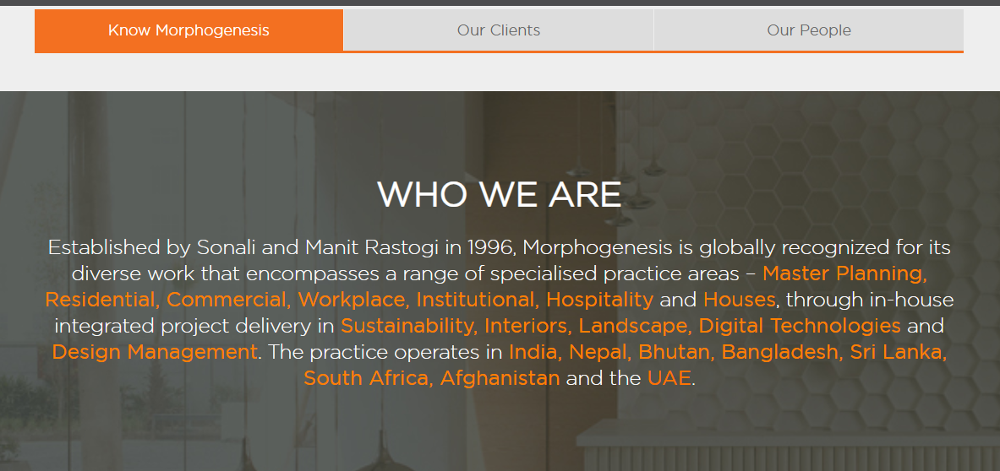 Know Morphogenesis
Our Clients
Our People
WHO WE ARE
Established by Sonali and Manit Rastogi in 1996, Morphogenesis is globally recognized for its
diverse work that encompasses a range of specialised practice areas – Master Planning,
Residential, Commercial, Workplace, Institutional, Hospitality and Houses, through in-house
integrated project delivery in Sustainability, Interiors, Landscape, Digital Technologies and
Design Management. The practice operates in India, Nepal, Bhutan, Bangladesh, Sri Lanka,
South Africa, Afghanistan and the UAE.